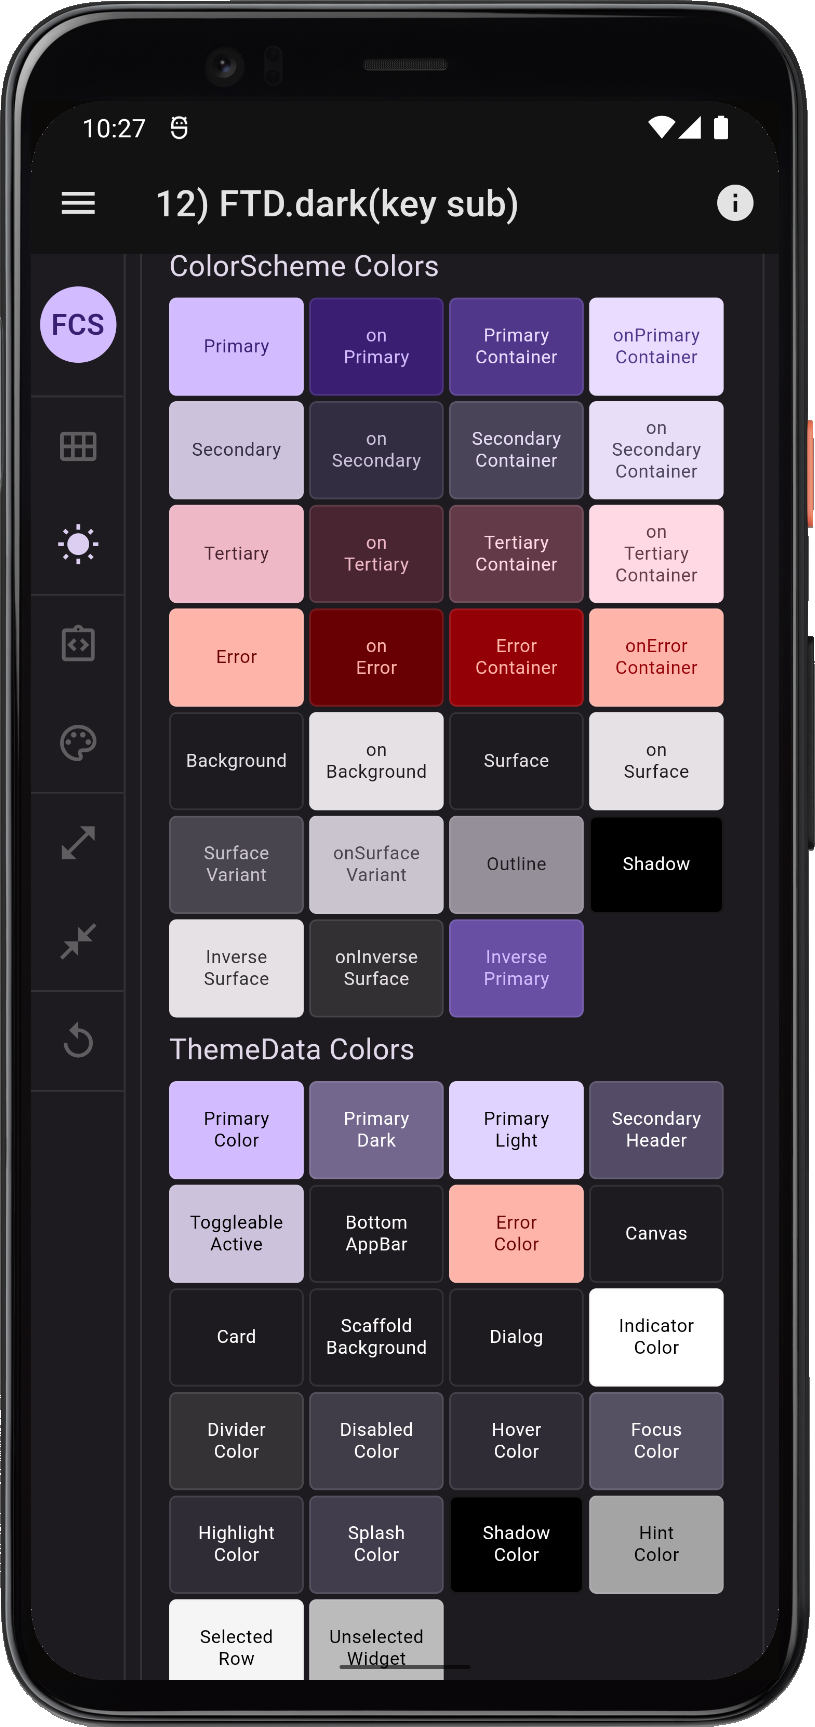 10:27
12) FTD.dark(key sub)
FCS
ColorScheme Colors
Primary
on
Primary
Primary
Container
onPrimary
Container
Secondary
on
Secondary
Secondary
Container
on
Secondary
Container
Tertiary
on
Tertiary
Tertiary
Container
on
Tertiary
Container
Error
on
Error
Error
Container
onError
Container
Background
on
Background
Surface
on
Surface
Surface
Variant
onSurface
Variant
Outline
Shadow
Inverse
Surface
onInverse
Surface
Inverse
Primary
ThemeData Colors
Primary
Color
Primary
Dark
Primary
Light
Secondary
Header
Toggleable
Active
Bottom
AppBar
Error
Color
Canvas
Card
Scaffold
Background
Dialog
Indicator
Color
Divider
Color
Disabled
Color
Hover
Color
Focus
Color
Highlight
Color
Splash
Color
Shadow
Color
Hint
Color
Selected
Row
Unselected
Widget